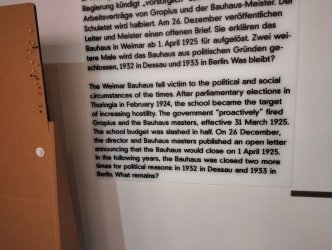 Regierung kündigt „vorsorglich“
Arbeitsverträge von Gropius und der Bauhaus-Meister. Der
Schuletat wird halbiert. Am 26. Dezember veröffentlichen
Leiter und Meister einen offenen Brief. Sie erklären das
Bauhaus in Weimar ab 1. April 1925 für aufgelöst. Zwei wei-
tere Male wird das Bauhaus aus politischen Gründen ge-
schlossen, 1932 in Dessau und 1933 in Berlin. Was bleibt?
The Weimar Bauhaus fell victim to the political and social
circumstances of the times. After parliamentary elections in
Thuringia in February 1924, the school became the target
of increasing hostility. The government “proactively” fired
Gropius and the Bauhaus masters, effective 31 March 1925.
The school budget was slashed in half. On 26 December,
the director and Bauhaus masters published an open letter
announcing that the Bauhaus would close on 1 April 1925.
In the following years, the Bauhaus was closed two more
times for political reasons: in 1932 in Dessau and 1933 in
Berlin. What remains?